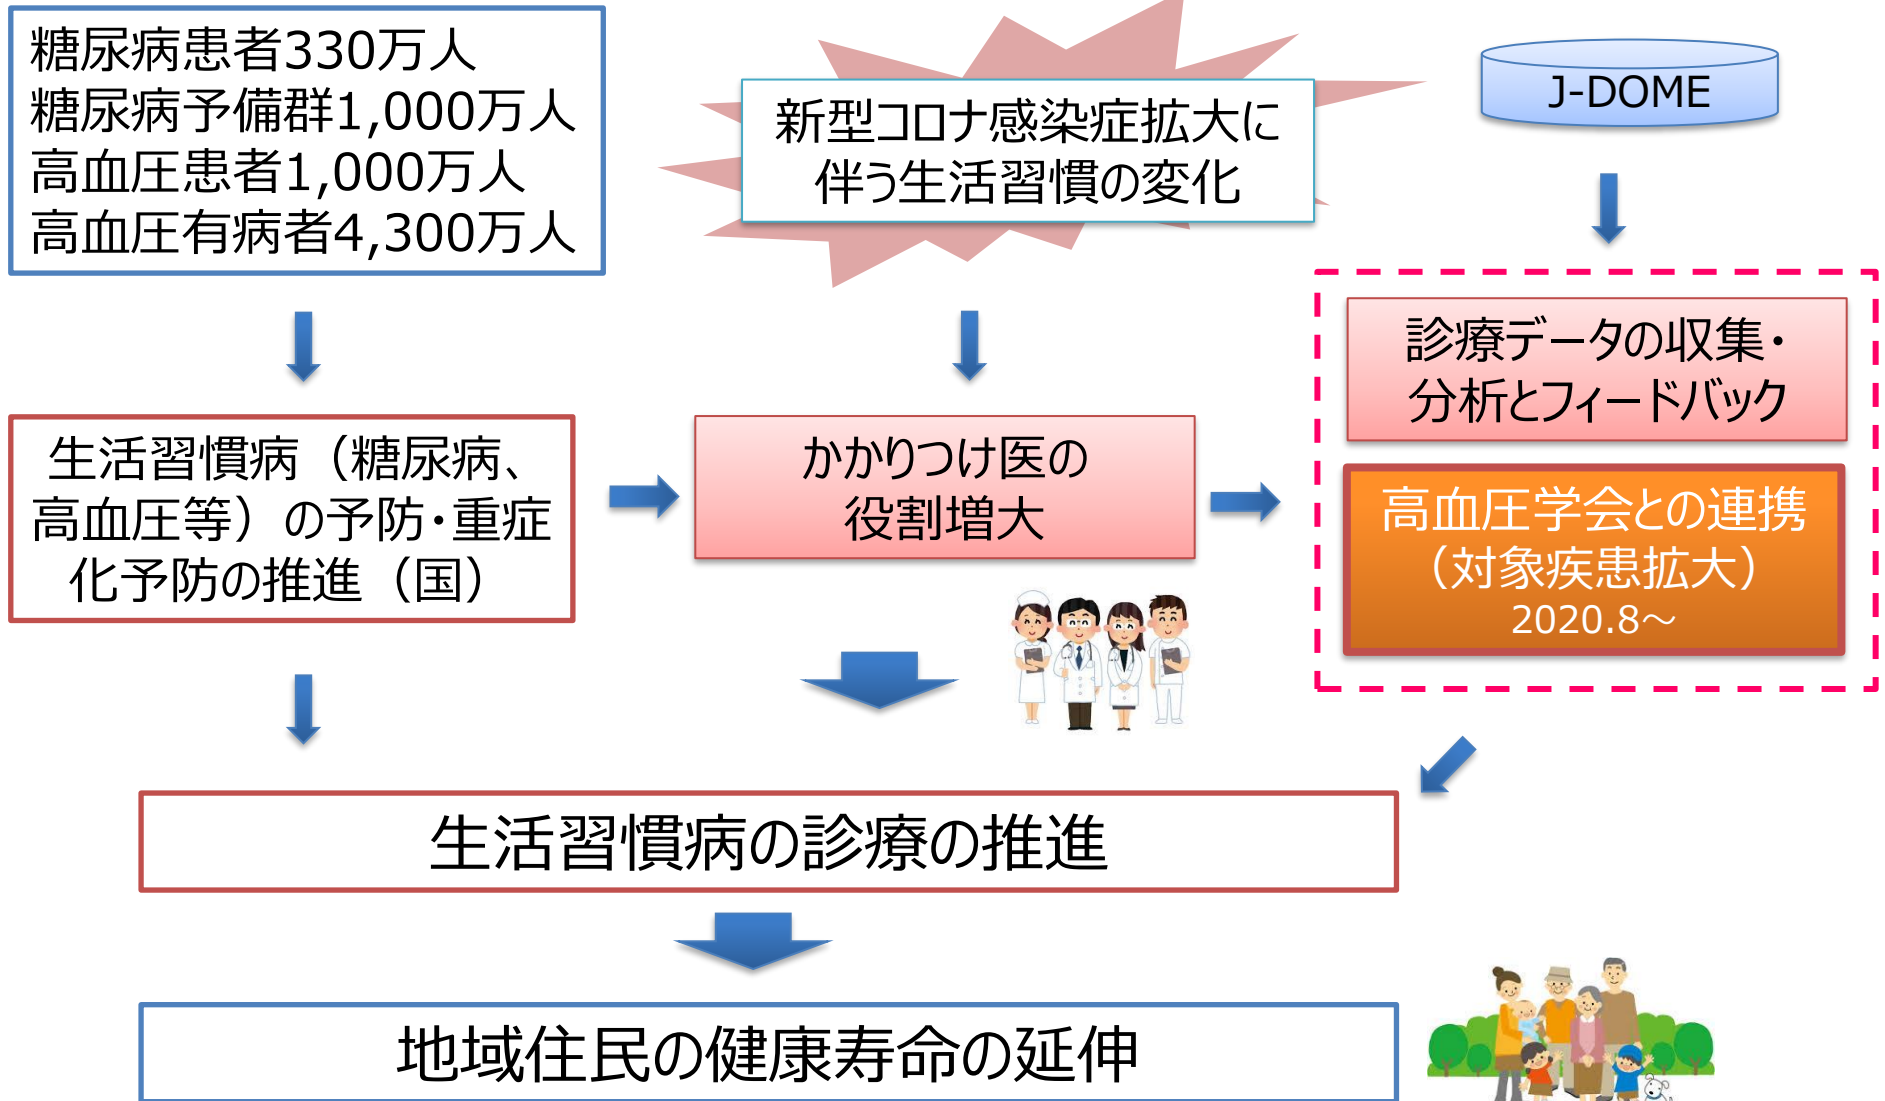 糖尿病患者330万人
糖尿病予備群1,000万人
高血圧患者1,000万人
高血圧有病者4,300万人
新型コロナ感染症拡大に
伴う生活習慣の変化
J-DOME
診療データの収集・
分析とフィードバック
生活習慣病（糖尿病、
高血圧等）の予防・重症
化予防の推進（国）
かかりつけ医の
役割増大
高血圧学会との連携
（対象疾患拡大）
2020.8～
生活習慣病の診療の推進
地域住民の健康寿命の延伸